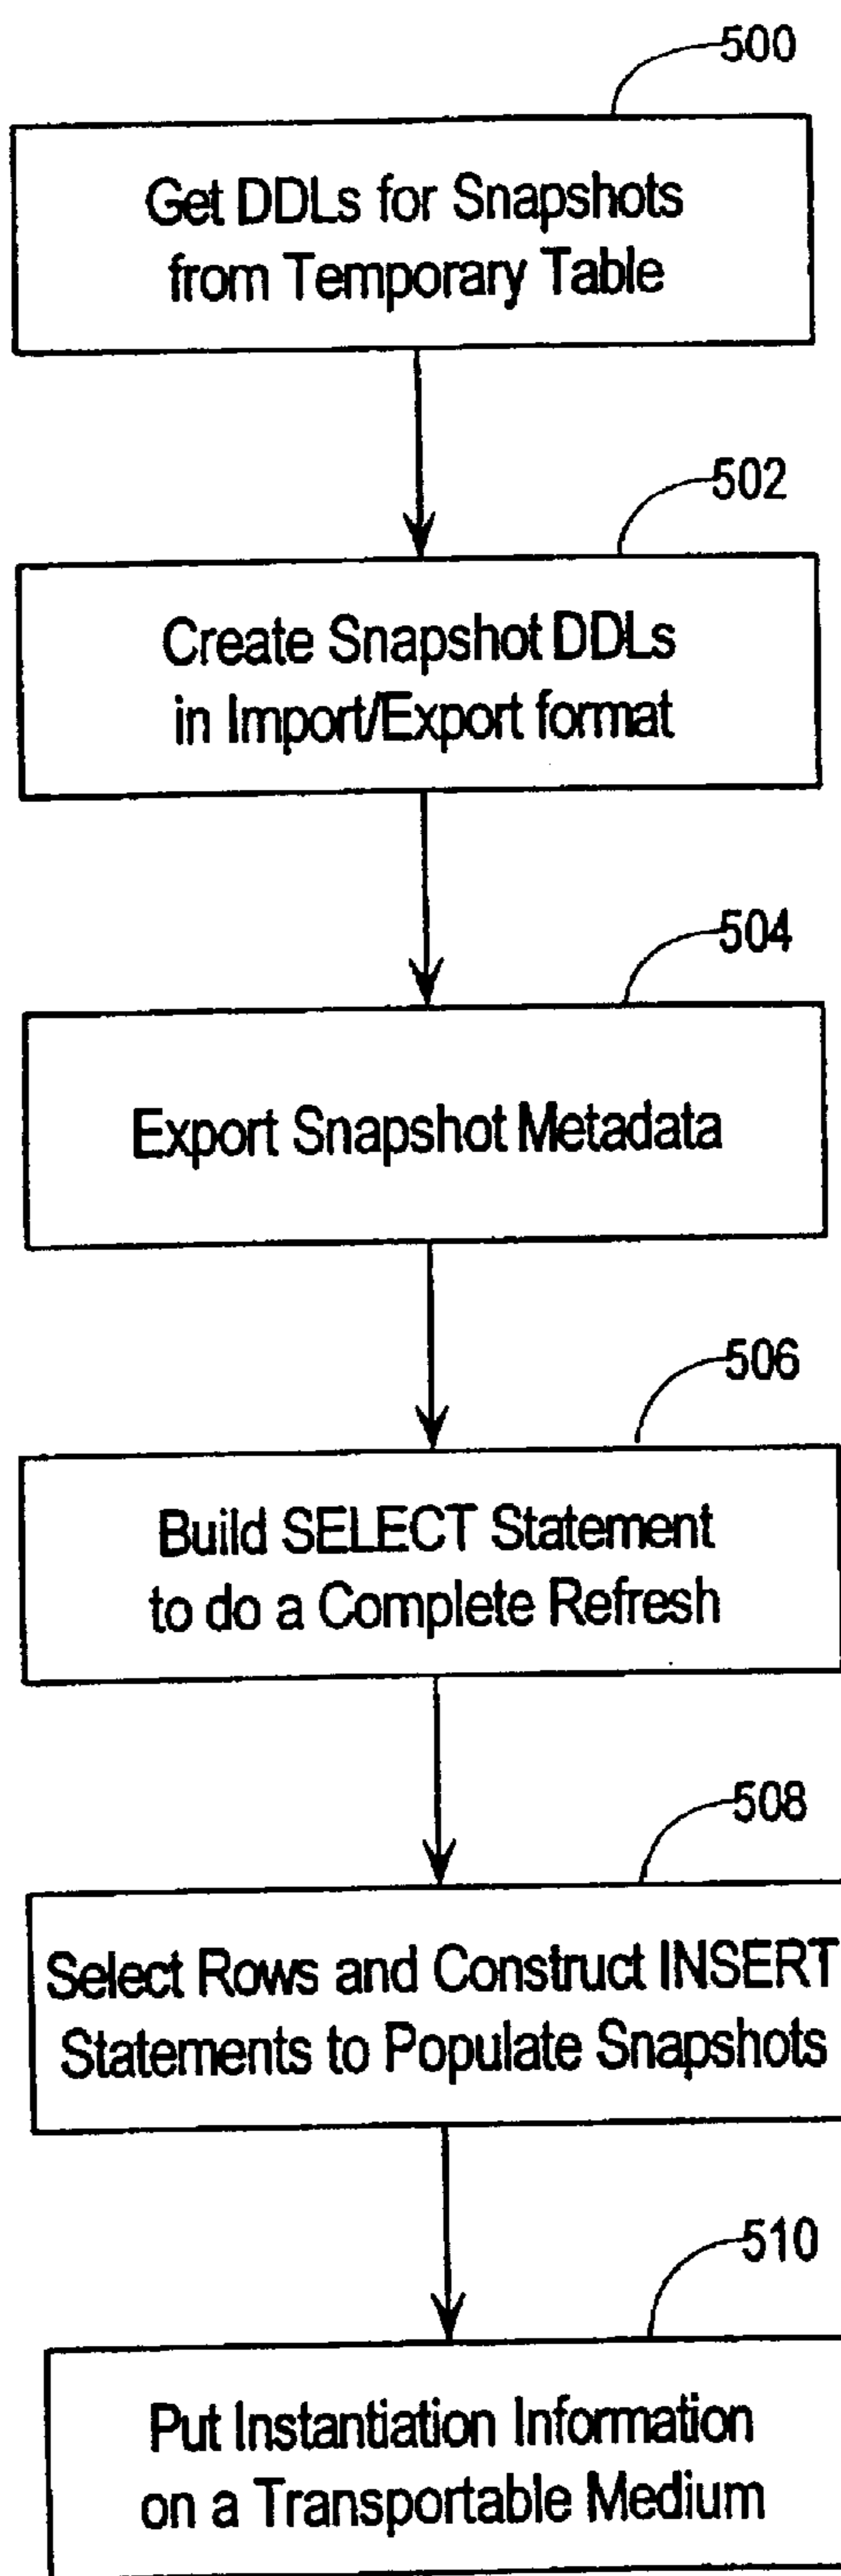 500
Get DDLs for Snapshots
from Temporary Table
502
Create Snapshot DDLs
in Import/Export format
504
Export Snapshot Metadata
506
Build SELECT Statement
to do a Complete Refresh
508
Select Rows and Construct INSERT
Statements to Populate Snapshots
510
Put Instantiation Information
on a Transportable Medium